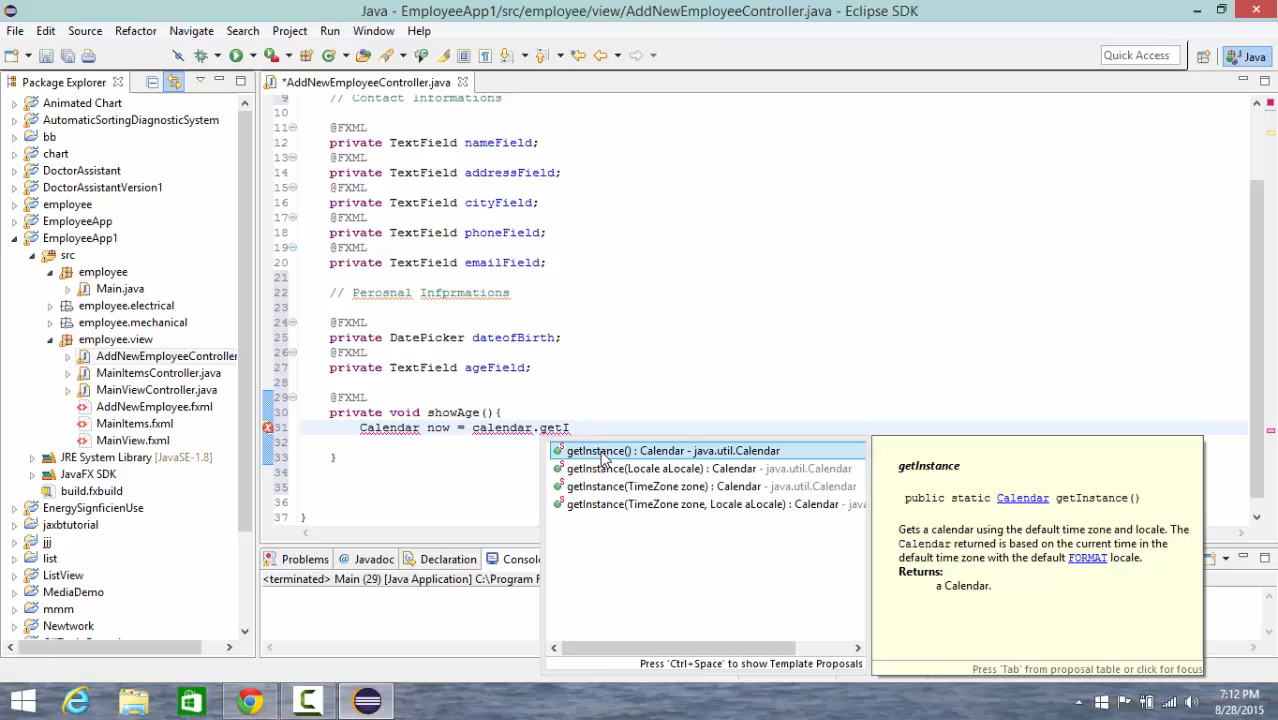 Java - EmployeeApp1/src/employee/view/AddNewEmployeeController.java - Eclipse SDK
File Edit Source Refactor Navigate Search Project Run Window Help
Quick Access
Java
Package Explorer
*AddNewEmployeeController.java
Animated Chart
AutomaticSortingDiagnosticSystem
bb
chart
DoctorAssistant
DoctorAssistantVersion1
employee
EmployeeApp
EmployeeApp1
src
employee
Main.java
employee.electrical
employee.mechanical
employee.view
AddNewEmployeeController
MainItemsController.java
MainViewController.java
AddNewEmployee.fxml
MainItems.fxml
MainView.fxml
JRE System Library [JavaSE-1.8]
JavaFX SDK
build.fxbuild
EnergySignficienUse
jaxbtutorial
jjj
list
ListView
MediaDemo
mmm
Newtwork
9 // Contact Informations
10
11 @FXML
12 private TextField nameField;
13 @FXML
14 private TextField addressField;
15 @FXML
16 private TextField cityField;
17 @FXML
18 private TextField phoneField;
19 @FXML
20 private TextField emailField;
21
22 // Perosnal Infprmations
23
24 @FXML
25 private DatePicker dateofBirth;
26 @FXML
27 private TextField ageField;
28
29 @FXML
30 private void showAge(){
31 Calendar now = calendar.getI
32
33 }
34
35
36
37 }
getInstance() : Calendar - java.util.Calendar
getInstance(Locale aLocale) : Calendar - java.util.Calendar
getInstance(TimeZone zone) : Calendar - java.util.Calendar
getInstance(TimeZone zone, Locale aLocale) : Calendar - java
Press 'Ctrl+Space' to show Template Proposals
getInstance
public static Calendar getInstance()
Gets a calendar using the default time zone and locale. The
Calendar returned is based on the current time in the
default time zone with the default FORMAT locale.
Returns:
a Calendar.
Press 'Tab' from proposal table or click for focus
Problems Javadoc Declaration Console
<terminated> Main (29) [Java Application] C:\Program F
7:12 PM
8/28/2015